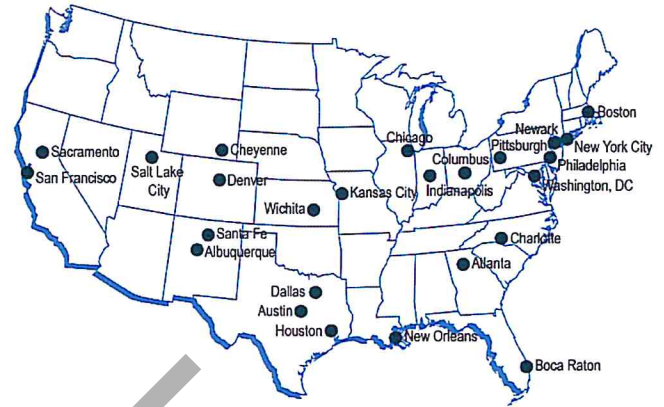 Boston
Newark
New York City
Chicago
Pittsburgh
Sacramento
Cheyenne
Columbus
Philadelphia
San Francisco
Salt Lake
City
Denver
Indianapolis
Washington, DC
Kansas City
Wichita
Santa Fe
Charlotte
Albuquerque
Atlanta
Dallas
Austin
Houston
New Orleans
Boca Raton